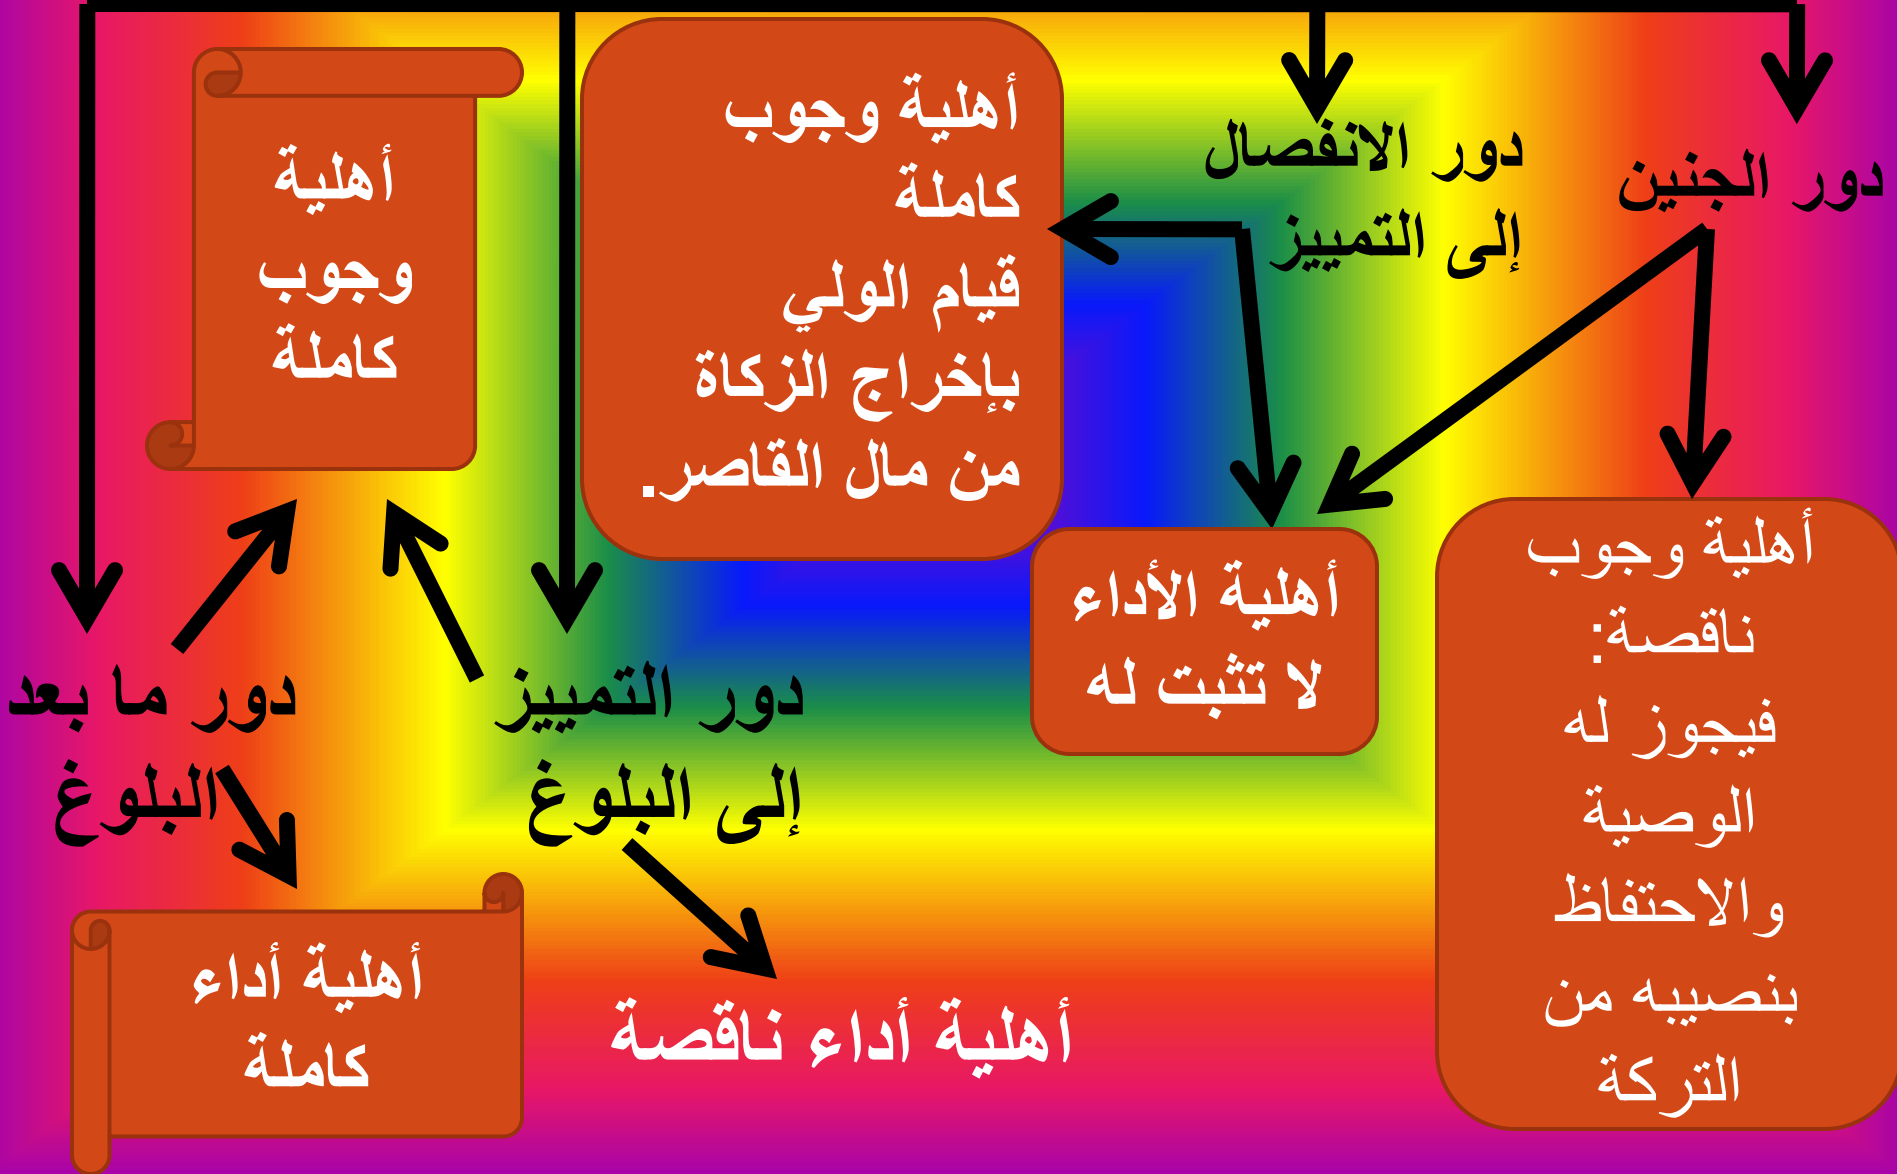 دور الجنين
دور الانفصال
إلى التمييز
أهلية وجوب
كاملة
قيام الولي
بإخراج الزكاة
من مال القاصر.
أهلية
وجوب
كاملة
أهلية وجوب
ناقصة:
فيجوز له
الوصية
والاحتفاظ
بنصيبه من
التركة
أهلية الأداء
لا تثبت له
دور التمييز
إلى البلوغ
دور ما بعد
البلوغ
أهلية أداء ناقصة
أهلية أداء
كاملة